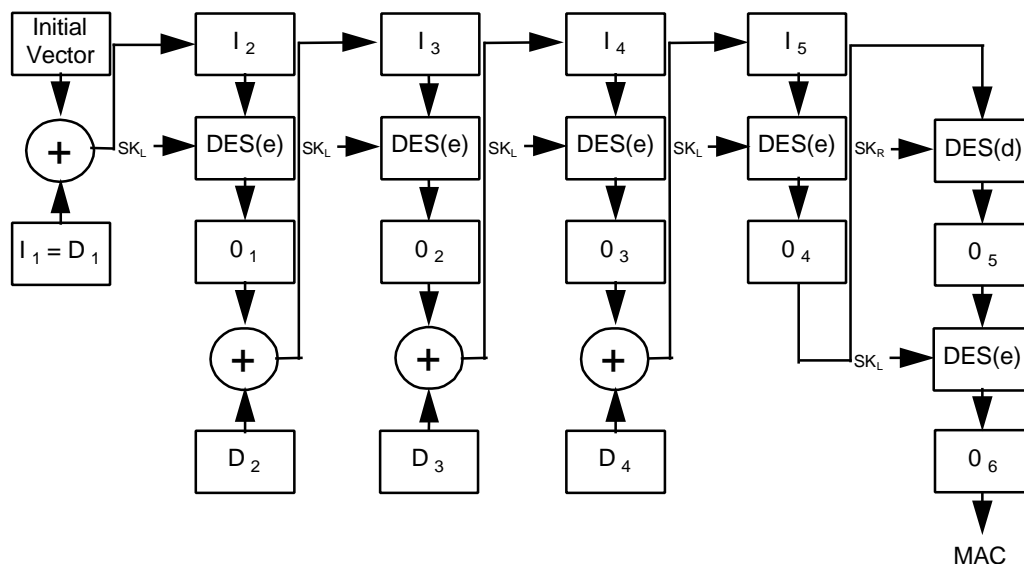 Initial Vector
I 2
I 3
I 4
I 5
+
SKL
DES(e)
SKL
DES(e)
SKL
DES(e)
SKL
DES(e)
SKR
DES(d)
I 1 = D 1
0 1
0 2
0 3
0 4
0 5
+
+
+
SKL
DES(e)
D 2
D 3
D 4
0 6
MAC